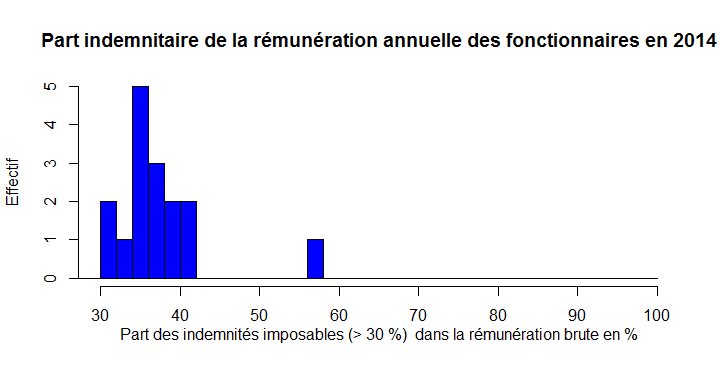 Part indemnitaire de la rémunération annuelle des fonctionnaires en 2014
Effectif
5
4
3
2
1
0
30 40 50 60 70 80 90 100
Part des indemnités imposables (> 30 %)  dans la rémunération brute en %